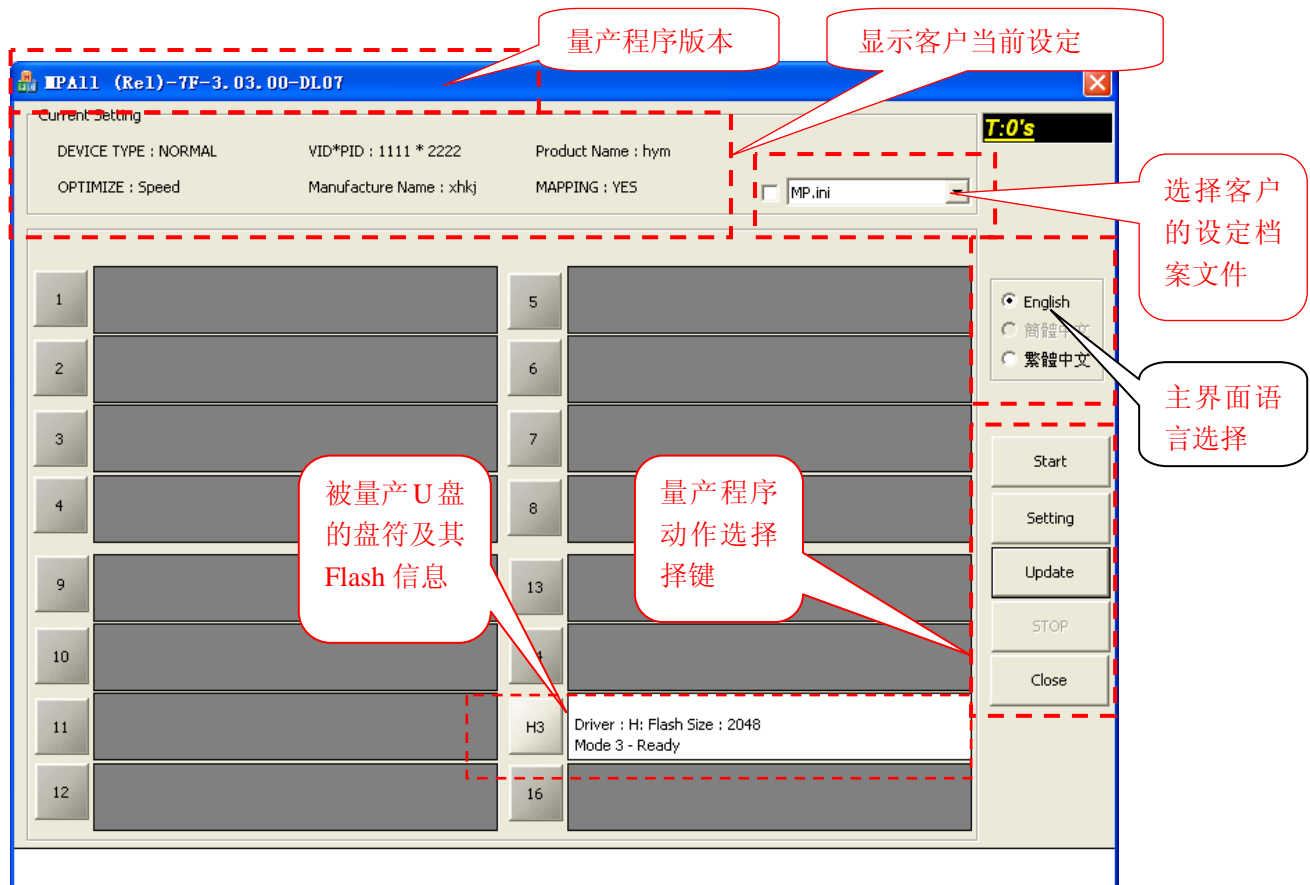 量产程序版本
显示客户当前设定
MPAll (Rel)-7F-3.03.00-DL07
Current Setting
T:0's
DEVICE TYPE : NORMAL
VID*PID : 1111 * 2222
Product Name : hym
OPTIMIZE : Speed
Manufacture Name : xhkj
MAPPING : YES
MP.ini
选择客户
的设定档
案文件
1
5
English
簡體中文
繁體中文
2
6
主界面语
言选择
3
7
Start
被量产 U 盘
的盘符及其
Flash 信息
量产程序
动作选择
择键
4
8
Setting
9
13
Update
10
4
STOP
Close
11
H3
Driver : H: Flash Size : 2048
Mode 3 - Ready
12
16